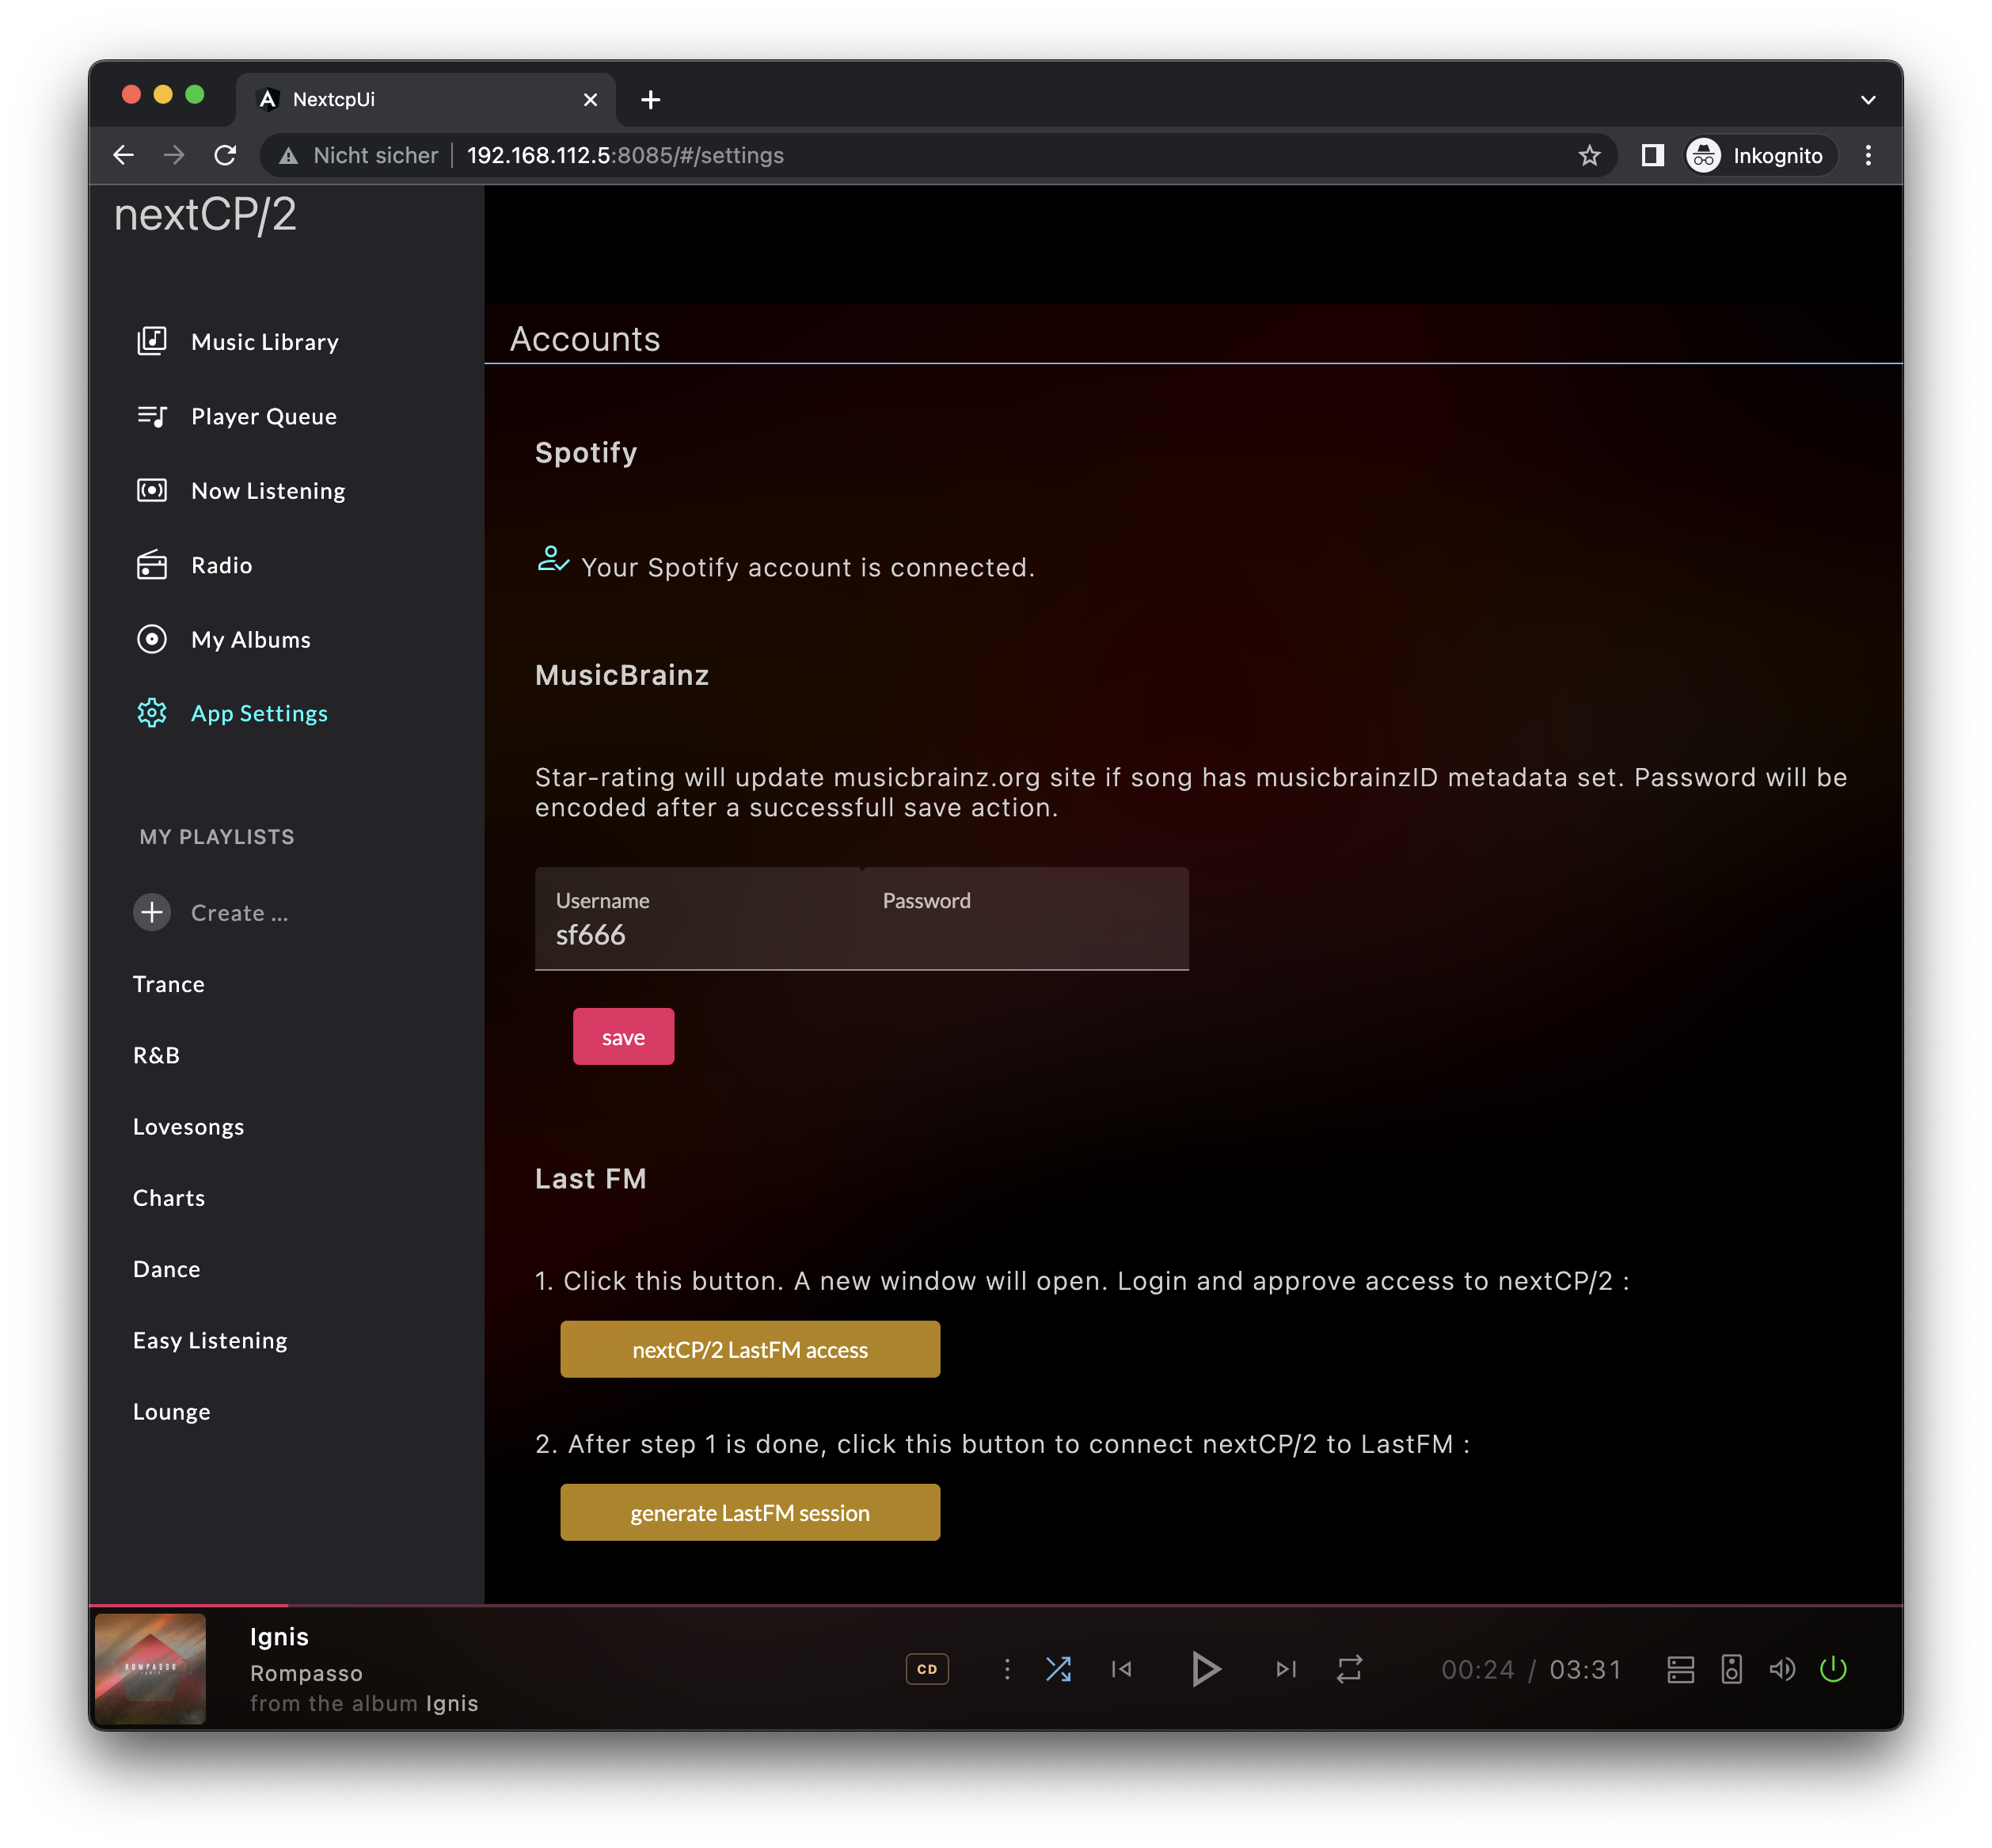 NextcpUi
Nicht sicher
192.168.112.5:8085/#/settings
Inkognito
nextCP/2
Music Library
Player Queue
Now Listening
Radio
My Albums
App Settings
MY PLAYLISTS
Create ...
Trance
R&B
Lovesongs
Charts
Dance
Easy Listening
Lounge
Accounts
Spotify
Your Spotify account is connected.
MusicBrainz
Star-rating will update musicbrainz.org site if song has musicbrainzID metadata set. Password will be
encoded after a successfull save action.
Username
sf666
Password
save
Last FM
1. Click this button. A new window will open. Login and approve access to nextCP/2 :
nextCP/2 LastFM access
2. After step 1 is done, click this button to connect nextCP/2 to LastFM :
generate LastFM session
ROMPASSO
Ignis
Rompasso
from the album Ignis
CD
00:24 / 03:31